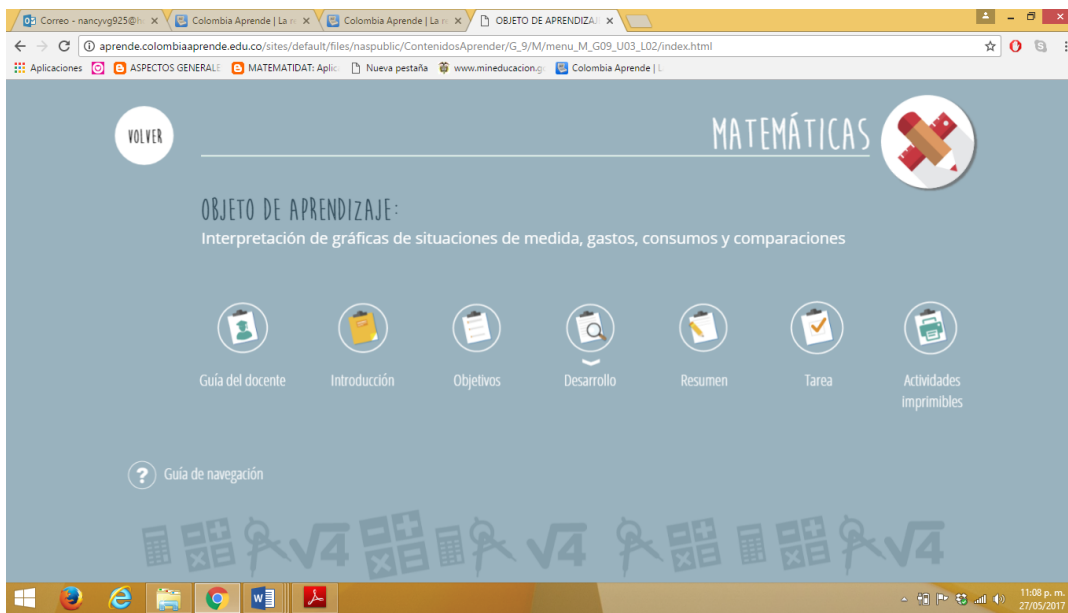 Correo - nancyvg925@h
Colombia Aprende | La r
Colombia Aprende | La r
OBJETO DE APRENDIZAJ
aprende.colombiaaprende.edu.co/sites/default/files/naspublic/ContenidosAprender/G_9/M/menu_M_G09_U03_L02/index.html
Aplicaciones
ASPECTOS GENERALE
MATEMATIDAT: Aplic
Nueva pestaña
www.mineducacion.g
Colombia Aprende | L
VOLVER
MATEMÁTICAS
OBJETO DE APRENDIZAJE:
Interpretación de gráficas de situaciones de medida, gastos, consumos y comparaciones
Guía del docente
Introducción
Objetivos
Desarrollo
Resumen
Tarea
Actividades
imprimibles
? Guía de navegación
√4
√4
√4
11:08 p. m.
27/05/2017